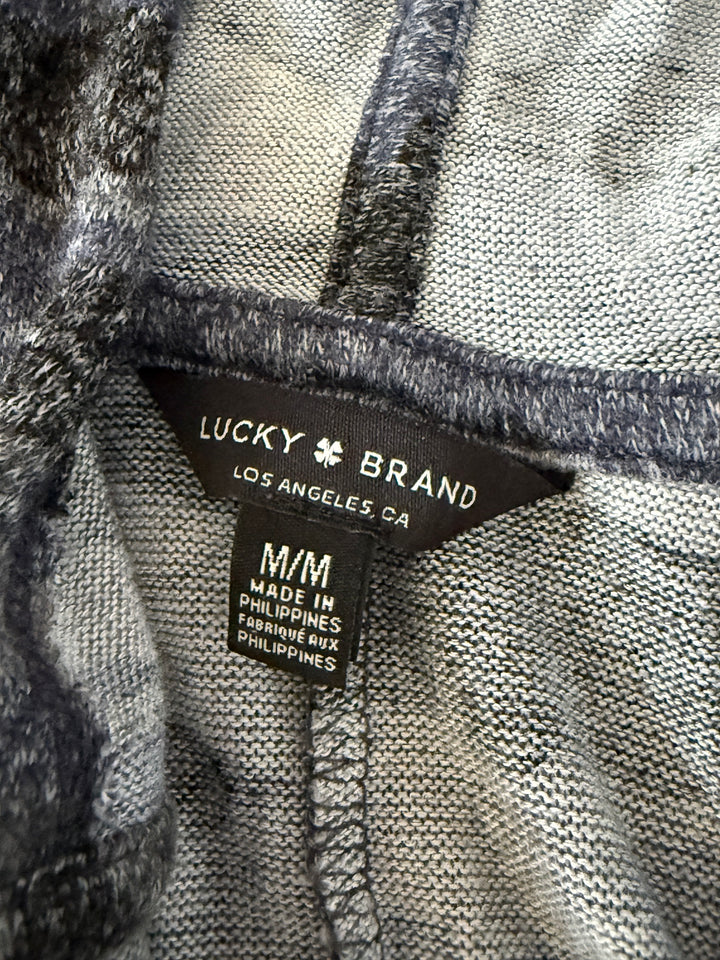 LUCKY BRAND
LOS ANGELES, CA
M/M
MADE IN
PHILIPPINES
FABRIQUÉ AUX
PHILIPPINES